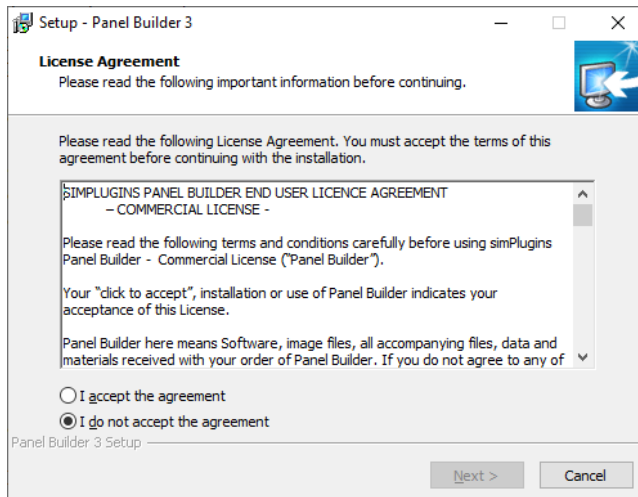 Setup - Panel Builder 3
License Agreement
Please read the following important information before continuing.
Please read the following License Agreement. You must accept the terms of this
agreement before continuing with the installation.
SIMPLUGINS PANEL BUILDER END USER LICENCE AGREEMENT
– COMMERCIAL LICENSE -
Please read the following terms and conditions carefully before using simPlugins
Panel Builder - Commercial License ("Panel Builder”).
Your “click to accept”, installation or use of Panel Builder indicates your
acceptance of this License.
Panel Builder here means Software, image files, all accompanying files, data and
materials received with your order of Panel Builder. If you do not agree to any of
I accept the agreement
I do not accept the agreement
Panel Builder 3 Setup
Next >
Cancel